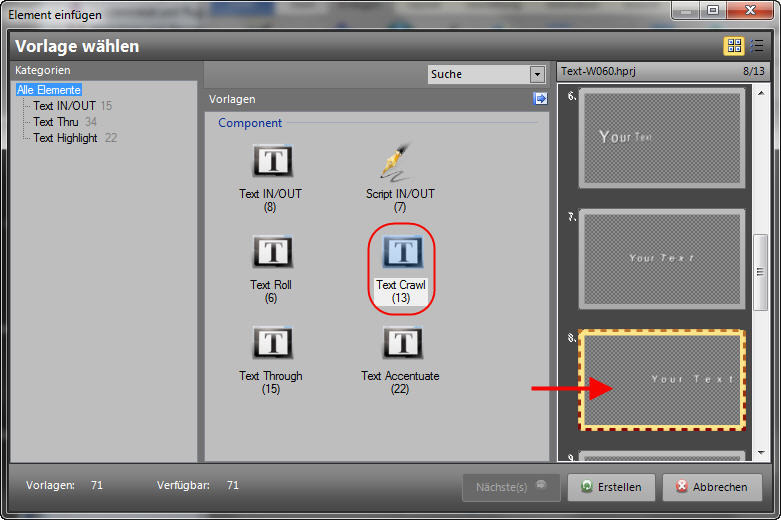 Element einfügen
Vorlage wählen
Kategorien
Alle Elemente
Text IN/OUT 15
Text Thru 34
Text Highlight 22
Suche
Vorlagen
Component
Text IN/OUT
(8)
Script IN/OUT
(7)
Text Roll
(6)
Text Crawl
(13)
Text Through
(15)
Text Accentuate
(22)
Text-W060.hprj 8/13
6.
Your Text
7.
Your Text
8.
Your Text
9.
Vorlagen: 71 Verfügbar: 71
Nächste(s)
Erstellen
Abbrechen